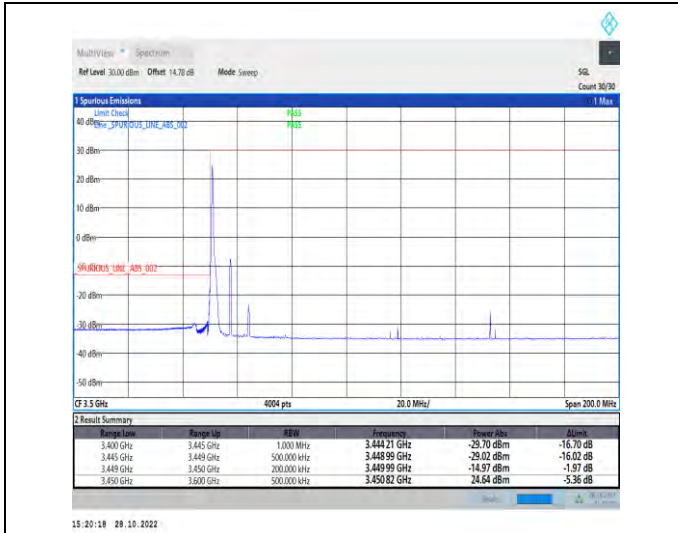 MultiView Spectrum
Ref Level 30.00 dBm Offset 14.78 dB Mode Sweep SGL
Count 30/30
1 Spurious Emissions 1 Max
Limit Check PASS
40 dBm Line _SPURIOUS_LINE_ABS_002 PASS
30 dBm
20 dBm
10 dBm
0 dBm
_SPURIOUS_LINE_ABS_002
-20 dBm
-30 dBm
-40 dBm
-50 dBm
CF 3.5 GHz 4004 pts 20.0 MHz/ Span 200.0 MHz
2 Result Summary
Range Low Range Up RBW Frequency Power Abs ΔLimit
3.400 GHz 3.445 GHz 1.000 MHz 3.444 21 GHz -29.70 dBm -16.70 dB
3.445 GHz 3.449 GHz 500.000 kHz 3.448 99 GHz -29.02 dBm -16.02 dB
3.449 GHz 3.450 GHz 200.000 kHz 3.449 99 GHz -14.97 dBm -1.97 dB
3.450 GHz 3.600 GHz 500.000 kHz 3.450 82 GHz 24.64 dBm -5.36 dB
15:20:18 28.10.2022